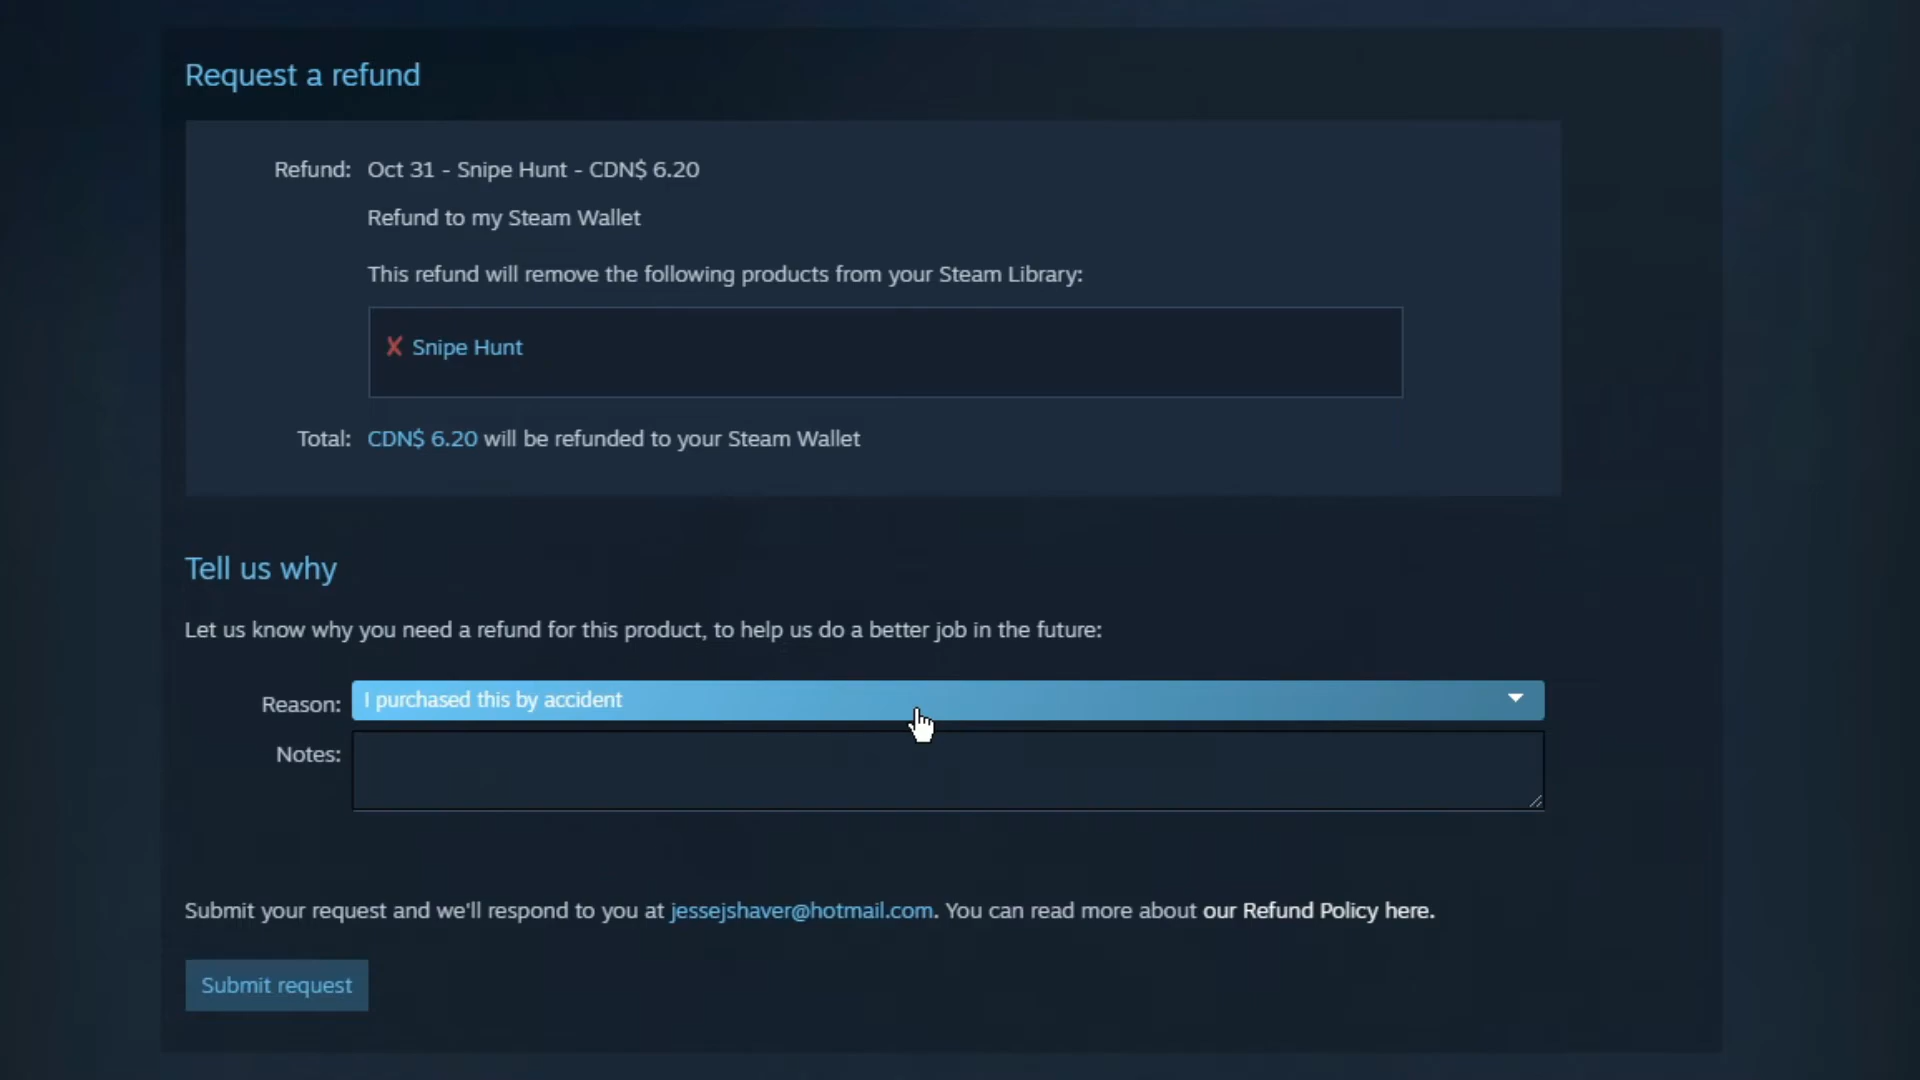 Request a refund
Refund: Oct 31 - Snipe Hunt - CDN$ 6.20
Refund to my Steam Wallet
This refund will remove the following products from your Steam Library:
X Snipe Hunt
Total: CDN$ 6.20 will be refunded to your Steam Wallet
Tell us why
Let us know why you need a refund for this product, to help us do a better job in the future:
Reason: I purchased this by accident
Notes:
Submit your request and we'll respond to you at jessejshaver@hotmail.com. You can read more about our Refund Policy here.
Submit request